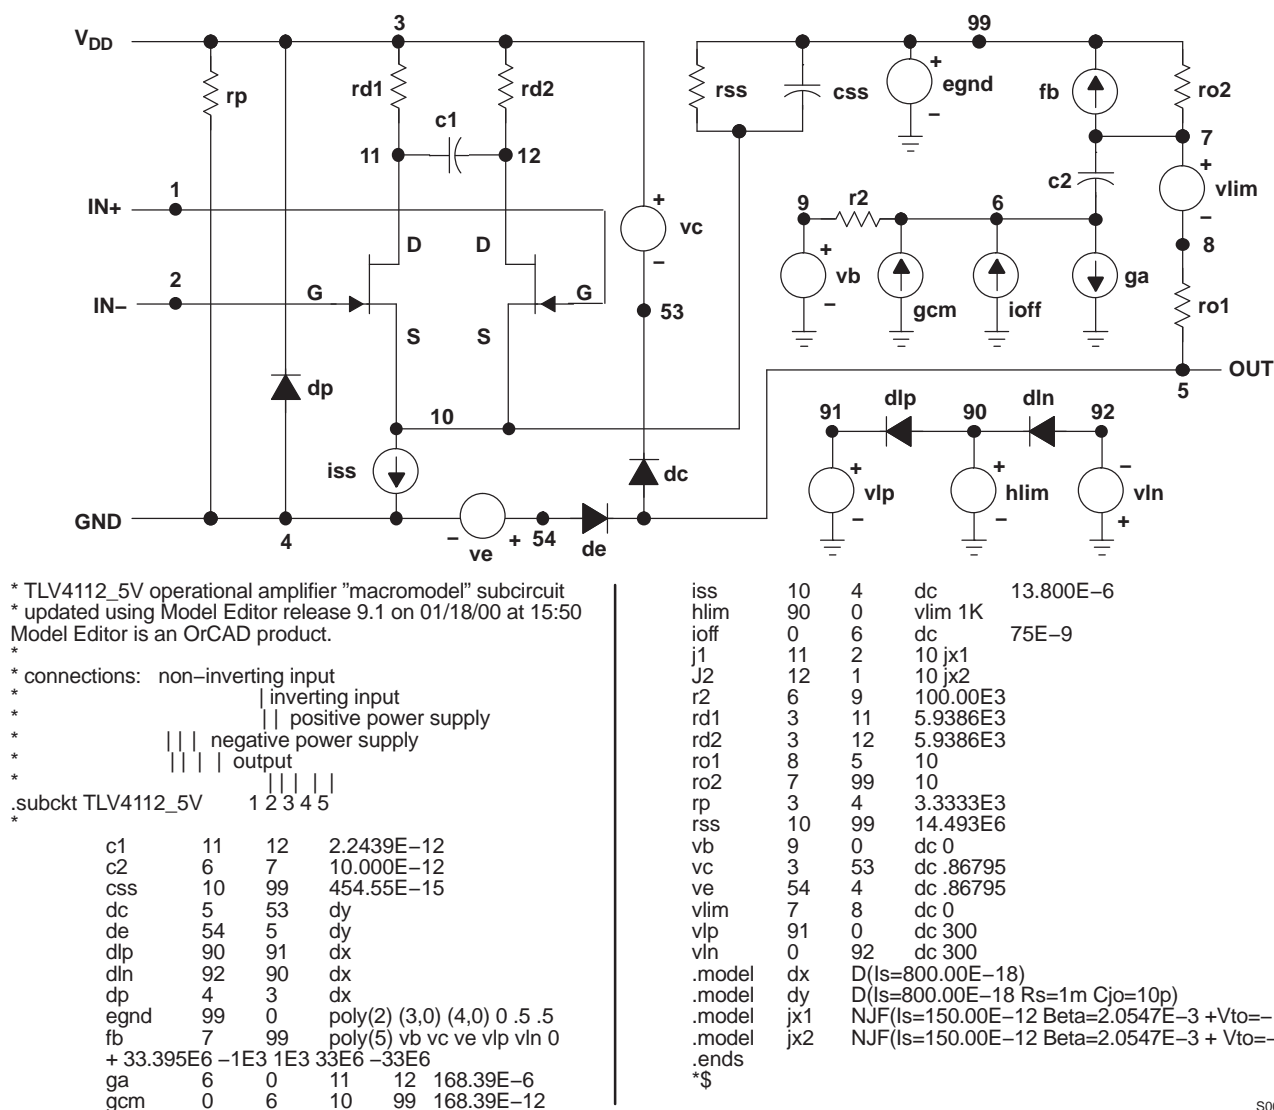 V_DD
3
99
rp
rd1
rd2
c1
11
12
rss
css
egnd
+
−
fb
ro2
7
c2
+
vlim
−
8
1
IN+
2
IN−
D
D
G
G
S
S
+
vc
−
53
9
r2
6
+
vb
−
gcm
ioff
ga
ro1
OUT
5
dp
10
iss
dc
GND
4
−
ve
+
54
de
91
dlp
90
dln
92
+
vlp
−
+
hlim
−
−
vln
+
* TLV4112_5V operational amplifier ”macromodel” subcircuit
* updated using Model Editor release 9.1 on 01/18/00 at 15:50
Model Editor is an OrCAD product.
*
* connections: non−inverting input
* | inverting input
* | | positive power supply
* | | | negative power supply
* | | | | output
* | | | | |
.subckt TLV4112_5V 1 2 3 4 5
*
c1 11 12 2.2439E−12
c2 6 7 10.000E−12
css 10 99 454.55E−15
dc 5 53 dy
de 54 5 dy
dlp 90 91 dx
dln 92 90 dx
dp 4 3 dx
egnd 99 0 poly(2) (3,0) (4,0) 0 .5 .5
fb 7 99 poly(5) vb vc ve vlp vln 0
+ 33.395E6 −1E3 1E3 33E6 −33E6
ga 6 0 11 12 168.39E−6
gcm 0 6 10 99 168.39E−12
iss 10 4 dc 13.800E−6
hlim 90 0 vlim 1K
ioff 0 6 dc 75E−9
j1 11 2 10 jx1
J2 12 1 10 jx2
r2 6 9 100.00E3
rd1 3 11 5.9386E3
rd2 3 12 5.9386E3
ro1 8 5 10
ro2 7 99 10
rp 3 4 3.3333E3
rss 10 99 14.493E6
vb 9 0 dc 0
vc 3 53 dc .86795
ve 54 4 dc .86795
vlim 7 8 dc 0
vlp 91 0 dc 300
vln 0 92 dc 300
.model dx D(Is=800.00E−18)
.model dy D(Is=800.00E−18 Rs=1m Cjo=10p)
.model jx1 NJF(Is=150.00E−12 Beta=2.0547E−3 +Vto=−
.model jx2 NJF(Is=150.00E−12 Beta=2.0547E−3 + Vto=−
.ends
*$